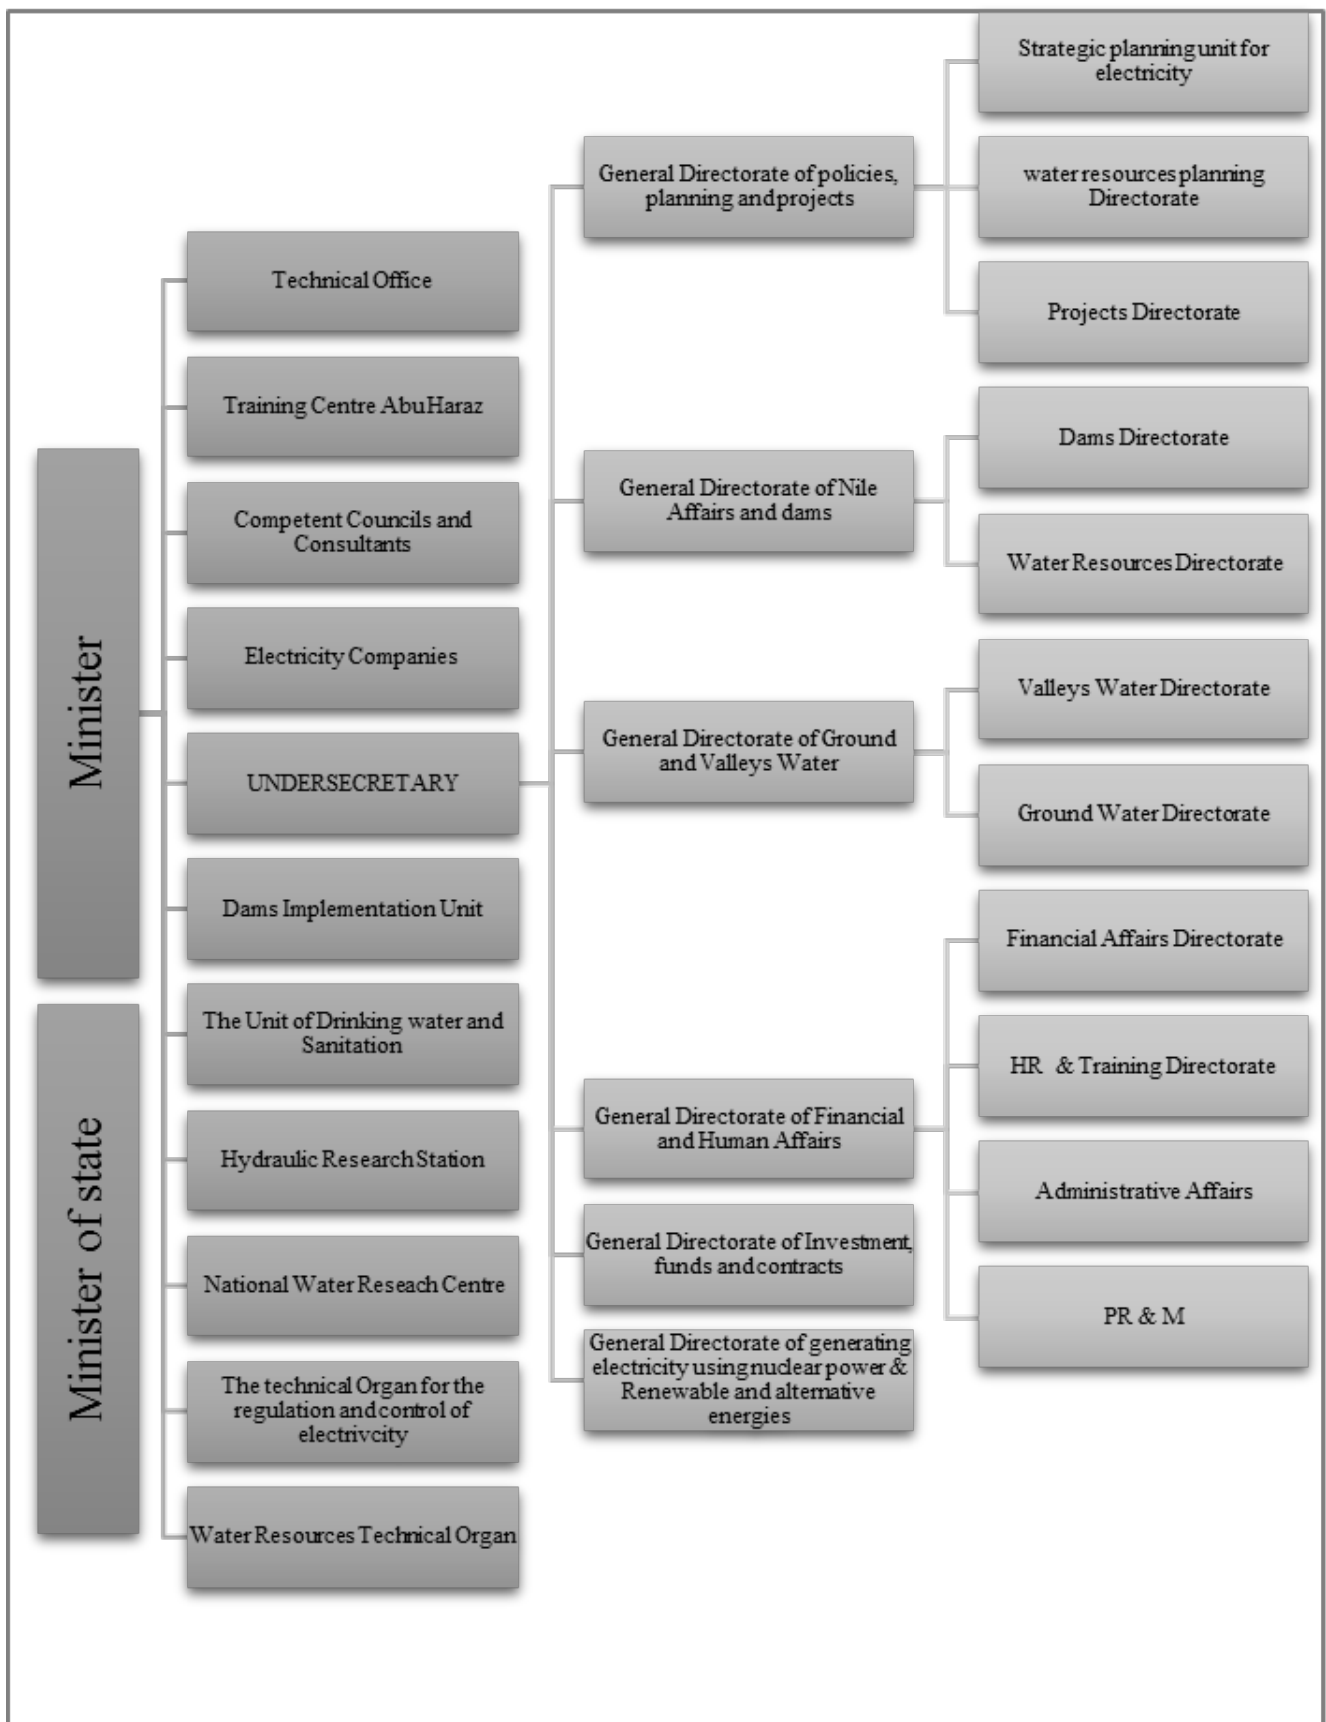 Minister
Minister of state
Technical Office
Training Centre Abu Haraz
Competent Councils and
Consultants
Electricity Companies
UNDERSECRETARY
Dams Implementation Unit
The Unit of Drinking water and
Sanitation
Hydraulic Research Station
National Water Reseach Centre
The technical Organ for the
regulation and control of
electrivcity
Water Resources Technical Organ
General Directorate of policies,
planning and projects
General Directorate of Nile
Affairs and dams
General Directorate of Ground
and Valleys Water
General Directorate of Financial
and Human Affairs
General Directorate of Investment,
funds and contracts
General Directorate of generating
electricity using nuclear power &
Renewable and alternative
energies
Strategic planning unit for
electricity
water resources planning
Directorate
Projects Directorate
Dams Directorate
Water Resources Directorate
Valleys Water Directorate
Ground Water Directorate
Financial Affairs Directorate
HR & Training Directorate
Administrative Affairs
PR & M